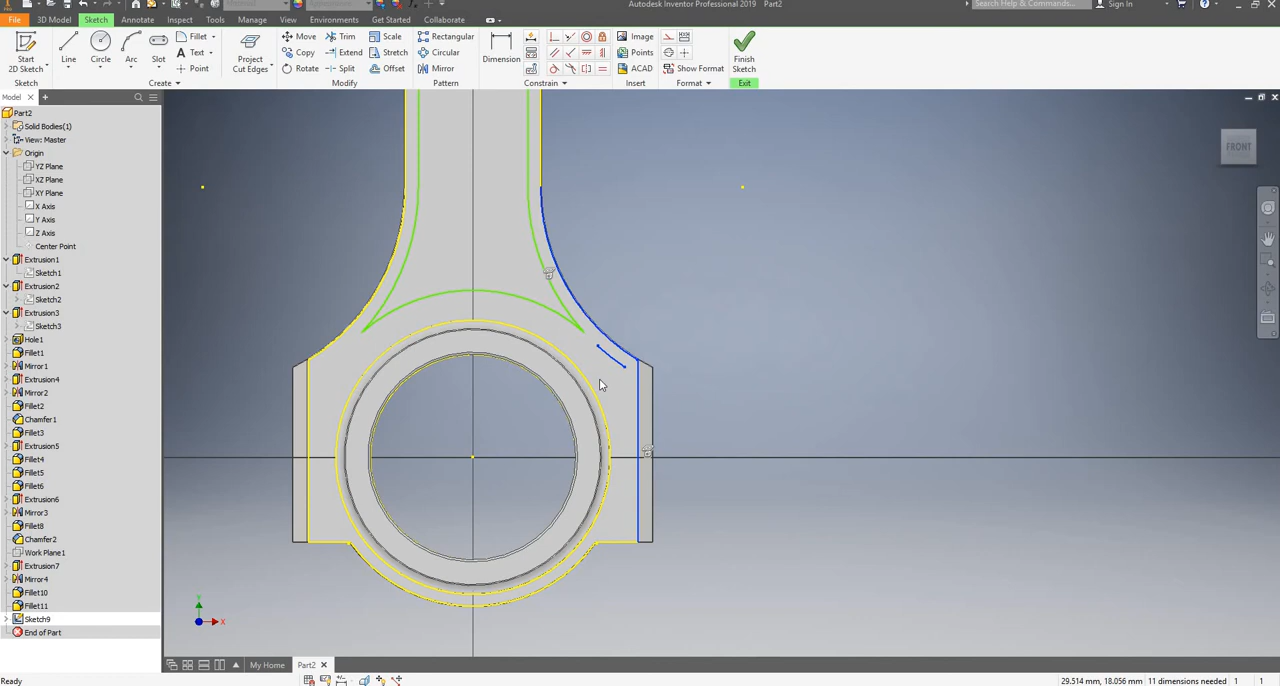 Autodesk Inventor Professional 2019 Part2
Search Help & Commands...
Sign In
File 3D Model Sketch Annotate Inspect Tools Manage View Environments Get Started Collaborate
Start 2D Sketch
Line
Circle
Arc
Slot
Fillet
Text
Point
Project Cut Edges
Move
Copy
Rotate
Trim
Extend
Split
Scale
Stretch
Offset
Rectangular
Circular
Mirror
Dimension
Image
Points
ACAD
Show Format
Finish Sketch
Sketch
Create
Modify
Pattern
Constrain
Insert
Format
Exit
Model
Part2
Solid Bodies(1)
View: Master
Origin
YZ Plane
XZ Plane
XY Plane
X Axis
Y Axis
Z Axis
Center Point
Extrusion1
Sketch1
Extrusion2
Sketch2
Extrusion3
Sketch3
Hole1
Fillet1
Mirror1
Extrusion4
Mirror2
Fillet2
Chamfer1
Fillet3
Extrusion5
Fillet4
Fillet5
Fillet6
Extrusion6
Mirror3
Fillet8
Chamfer2
Work Plane1
Extrusion7
Mirror4
Fillet10
Fillet11
Sketch9
End of Part
FRONT
Y
X
My Home
Part2
Ready
29.514 mm, 18.056 mm 11 dimensions needed 1 1